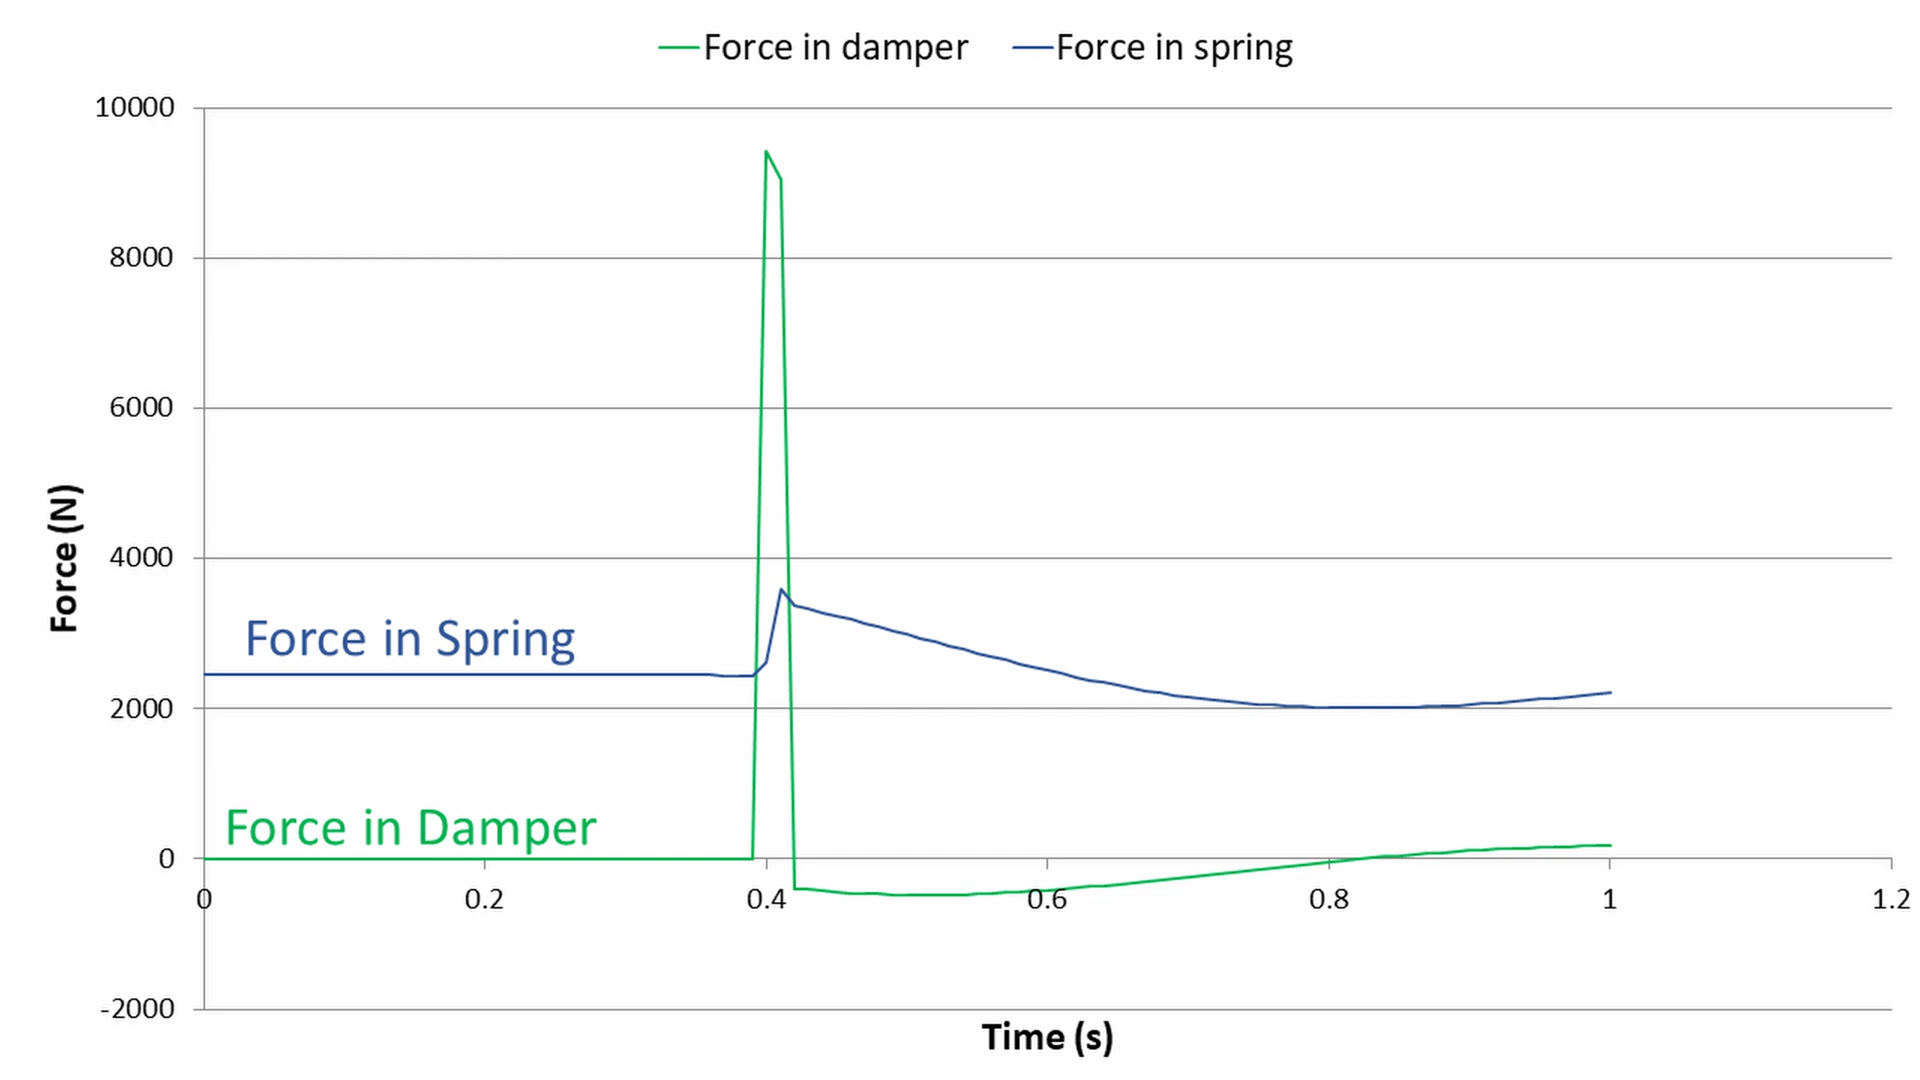 Force in damper Force in spring
10000
8000
6000
4000
2000
0
-2000
Force (N)
Force in Spring
Force in Damper
0 0.2 0.4 0.6 0.8 1 1.2
Time (s)